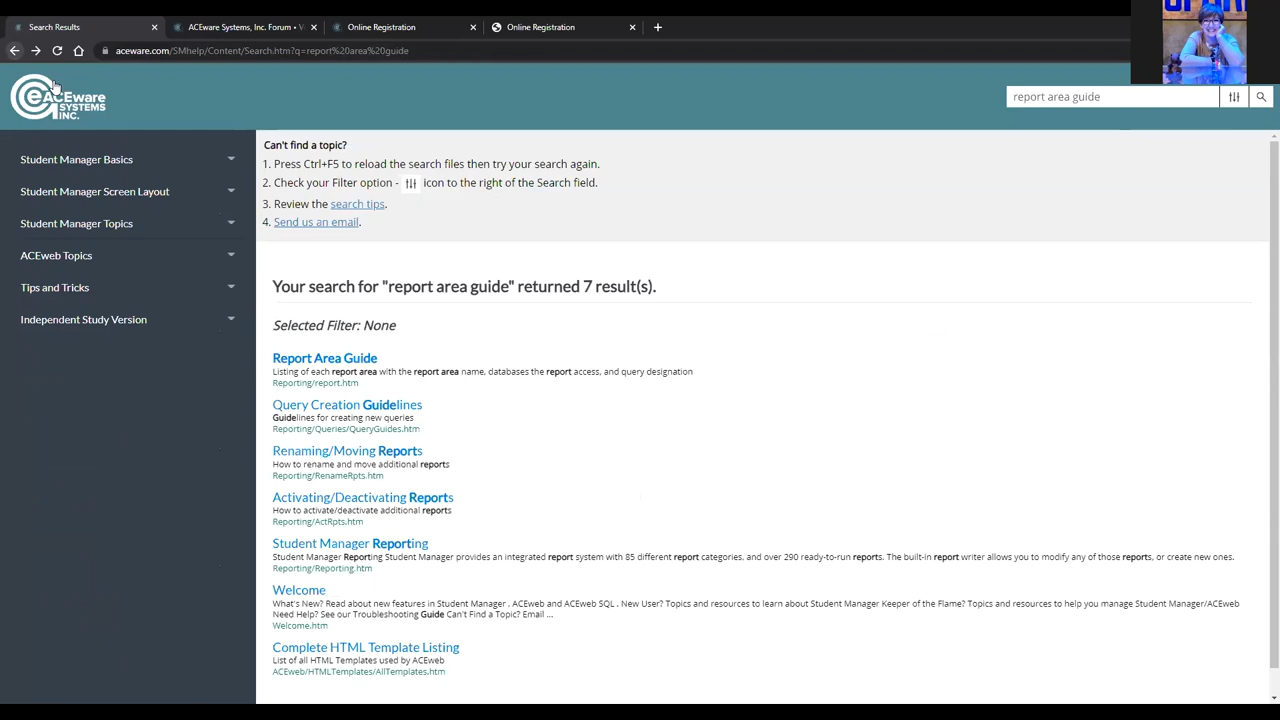 Search Results
ACEware Systems, Inc. Forum - V
Online Registration
Online Registration
aceware.com/SMhelp/Content/Search.htm?q=report%20area%20guide
ACEware
SYSTEMS
INC.
report area guide
Student Manager Basics
Student Manager Screen Layout
Student Manager Topics
ACEweb Topics
Tips and Tricks
Independent Study Version
Can't find a topic?
1. Press Ctrl+F5 to reload the search files then try your search again.
2. Check your Filter option - icon to the right of the Search field.
3. Review the search tips.
4. Send us an email.
Your search for "report area guide" returned 7 result(s).
Selected Filter: None
Report Area Guide
Listing of each report area with the report area name, databases the report access, and query designation
Reporting/report.htm
Query Creation Guidelines
Guidelines for creating new queries
Reporting/Queries/QueryGuides.htm
Renaming/Moving Reports
How to rename and move additional reports
Reporting/RenameRpts.htm
Activating/Deactivating Reports
How to activate/deactivate additional reports
Reporting/ActRpts.htm
Student Manager Reporting
Student Manager Reporting Student Manager provides an integrated report system with 85 different report categories, and over 290 ready-to-run reports. The built-in report writer allows you to modify any of those reports, or create new ones.
Reporting/Reporting.htm
Welcome
What's New? Read about new features in Student Manager . ACEweb and ACEweb SQL . New User? Topics and resources to learn about Student Manager Keeper of the Flame? Topics and resources to help you manage Student Manager/ACEweb
Need Help? See our Troubleshooting Guide Can't Find a Topic? Email ...
Welcome.htm
Complete HTML Template Listing
List of all HTML Templates used by ACEweb
ACEweb/HTMLTemplates/AllTemplates.htm